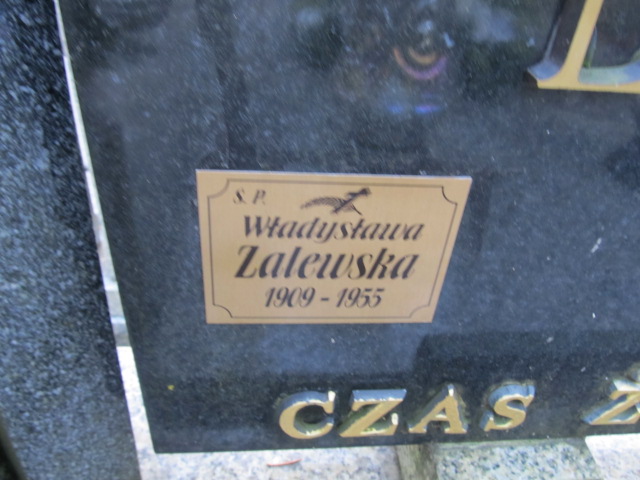 Ś. P.
Władysława
Zalewska
1909 - 1955
CZAS